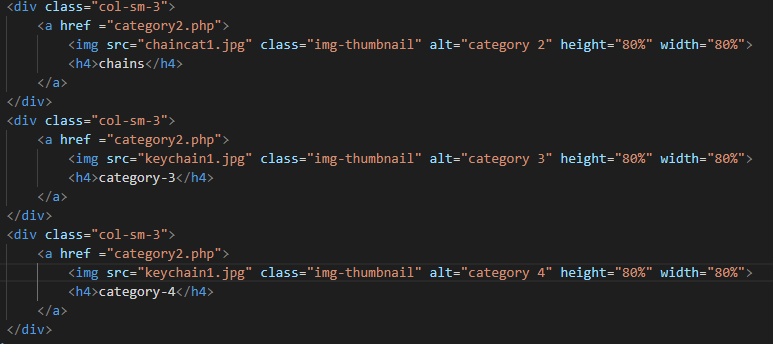 <div class="col-sm-3">
<a href ="category2.php">
<img src="chaincat1.jpg" class="img-thumbnail" alt="category 2" height="80%" width="80%">
<h4>chains</h4>
</a>
</div>
<div class="col-sm-3">
<a href ="category2.php">
<img src="keychain1.jpg" class="img-thumbnail" alt="category 3" height="80%" width="80%">
<h4>category-3</h4>
</a>
</div>
<div class="col-sm-3">
<a href ="category2.php">
<img src="keychain1.jpg" class="img-thumbnail" alt="category 4" height="80%" width="80%">
<h4>category-4</h4>
</a>
</div>